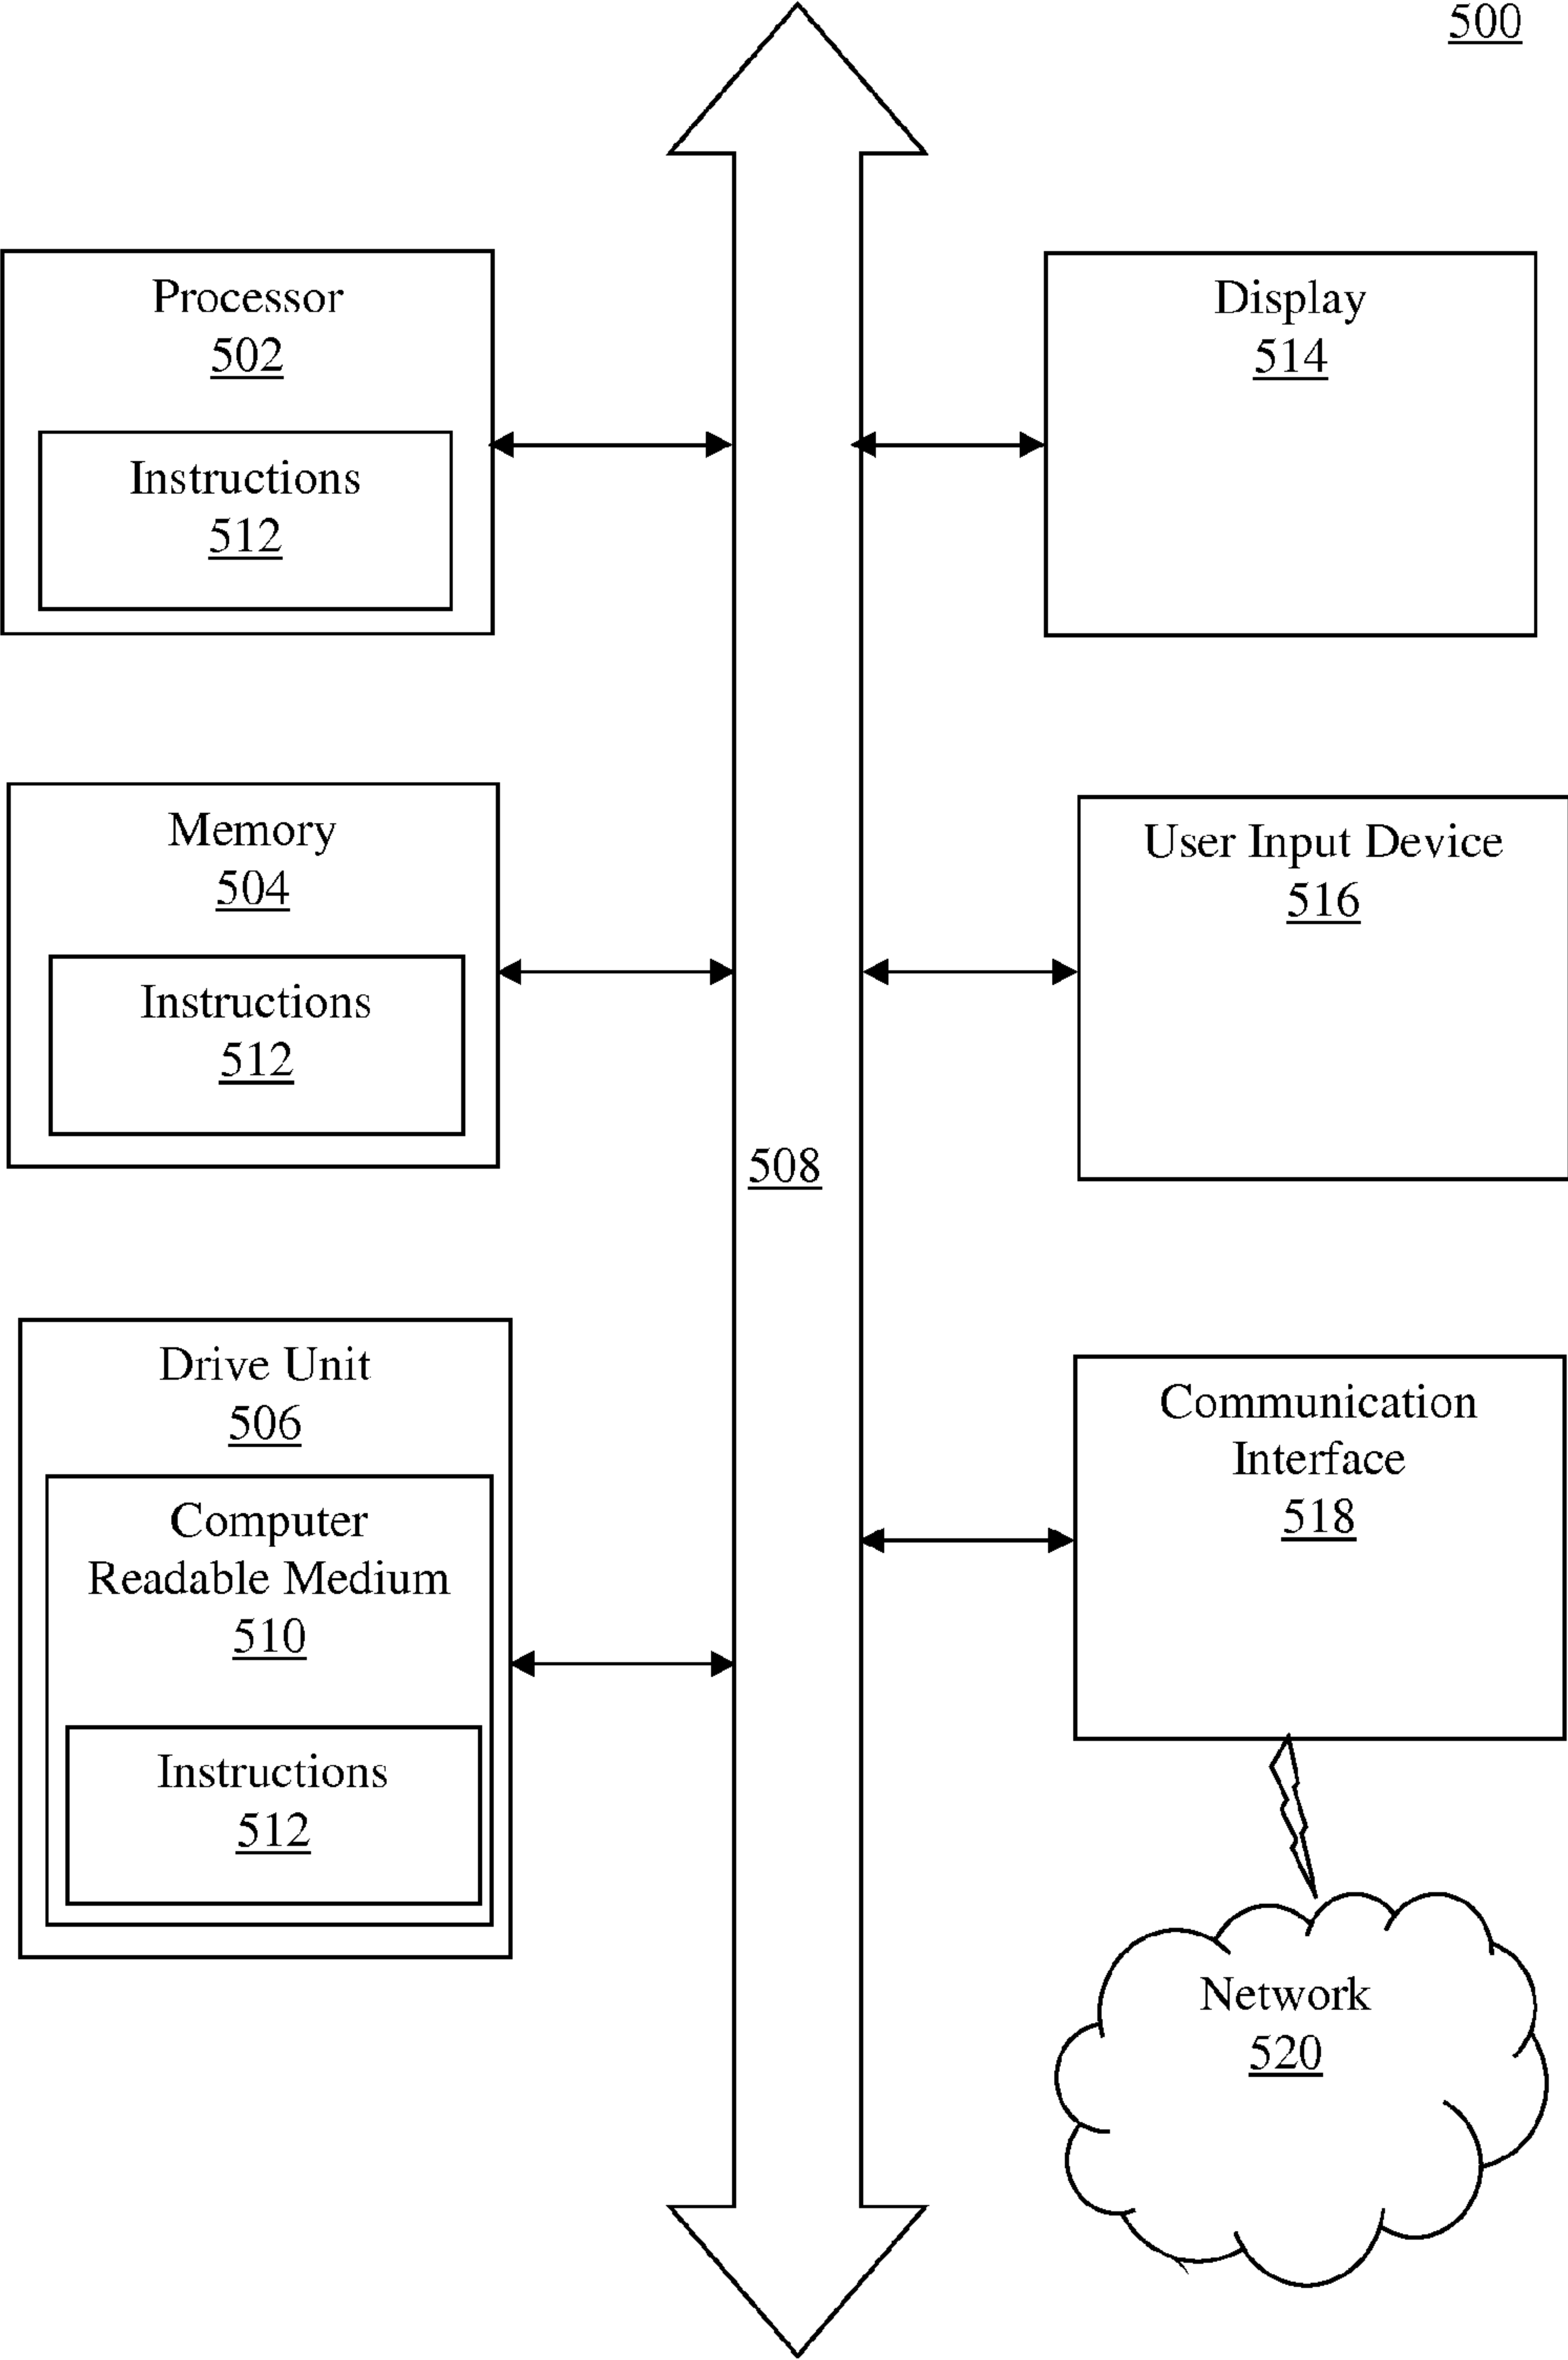 500
Processor
502
Instructions
512
Memory
504
Instructions
512
Drive Unit
506
Computer
Readable Medium
510
Instructions
512
508
Display
514
User Input Device
516
Communication
Interface
518
Network
520